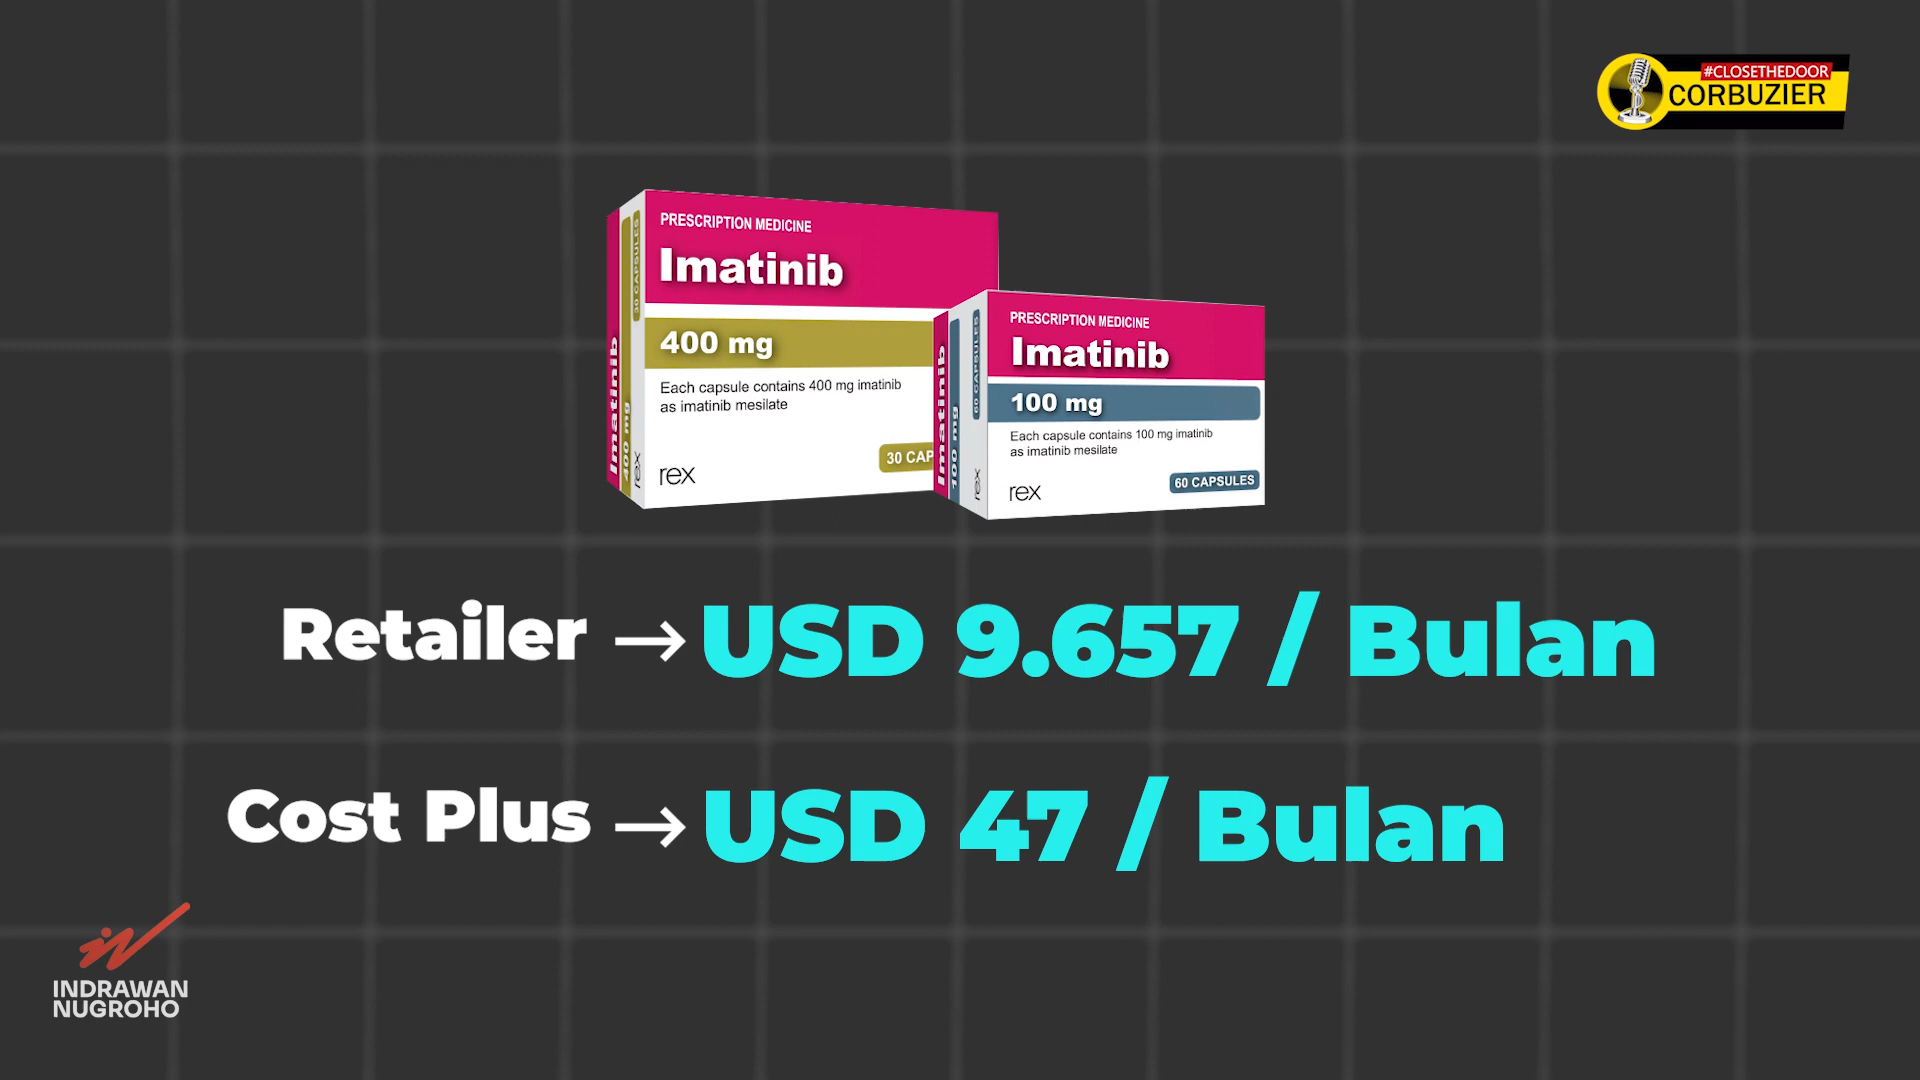 #CLOSETHEDOOR
CORBUZIER
PRESCRIPTION MEDICINE
Imatinib
400 mg
Each capsule contains 400 mg imatinib
as imatinib mesilate
30 CAP
rex
Imatinib
400 mg
30 CAPSULES
rex
PRESCRIPTION MEDICINE
Imatinib
100 mg
Each capsule contains 100 mg imatinib
as imatinib mesilate
60 CAPSULES
rex
Imatinib
100 mg
60 CAPSULES
rex
Retailer → USD 9.657 / Bulan
Cost Plus → USD 47 / Bulan
INDRAWAN
NUGROHO